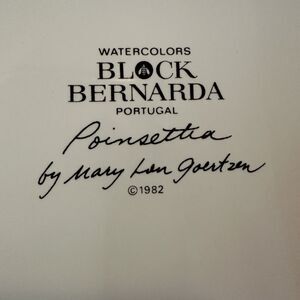 WATERCOLORS
BLOCK
BERNARDA
PORTUGAL
Poinsettia
by Mary Lou Goertzen
©1982